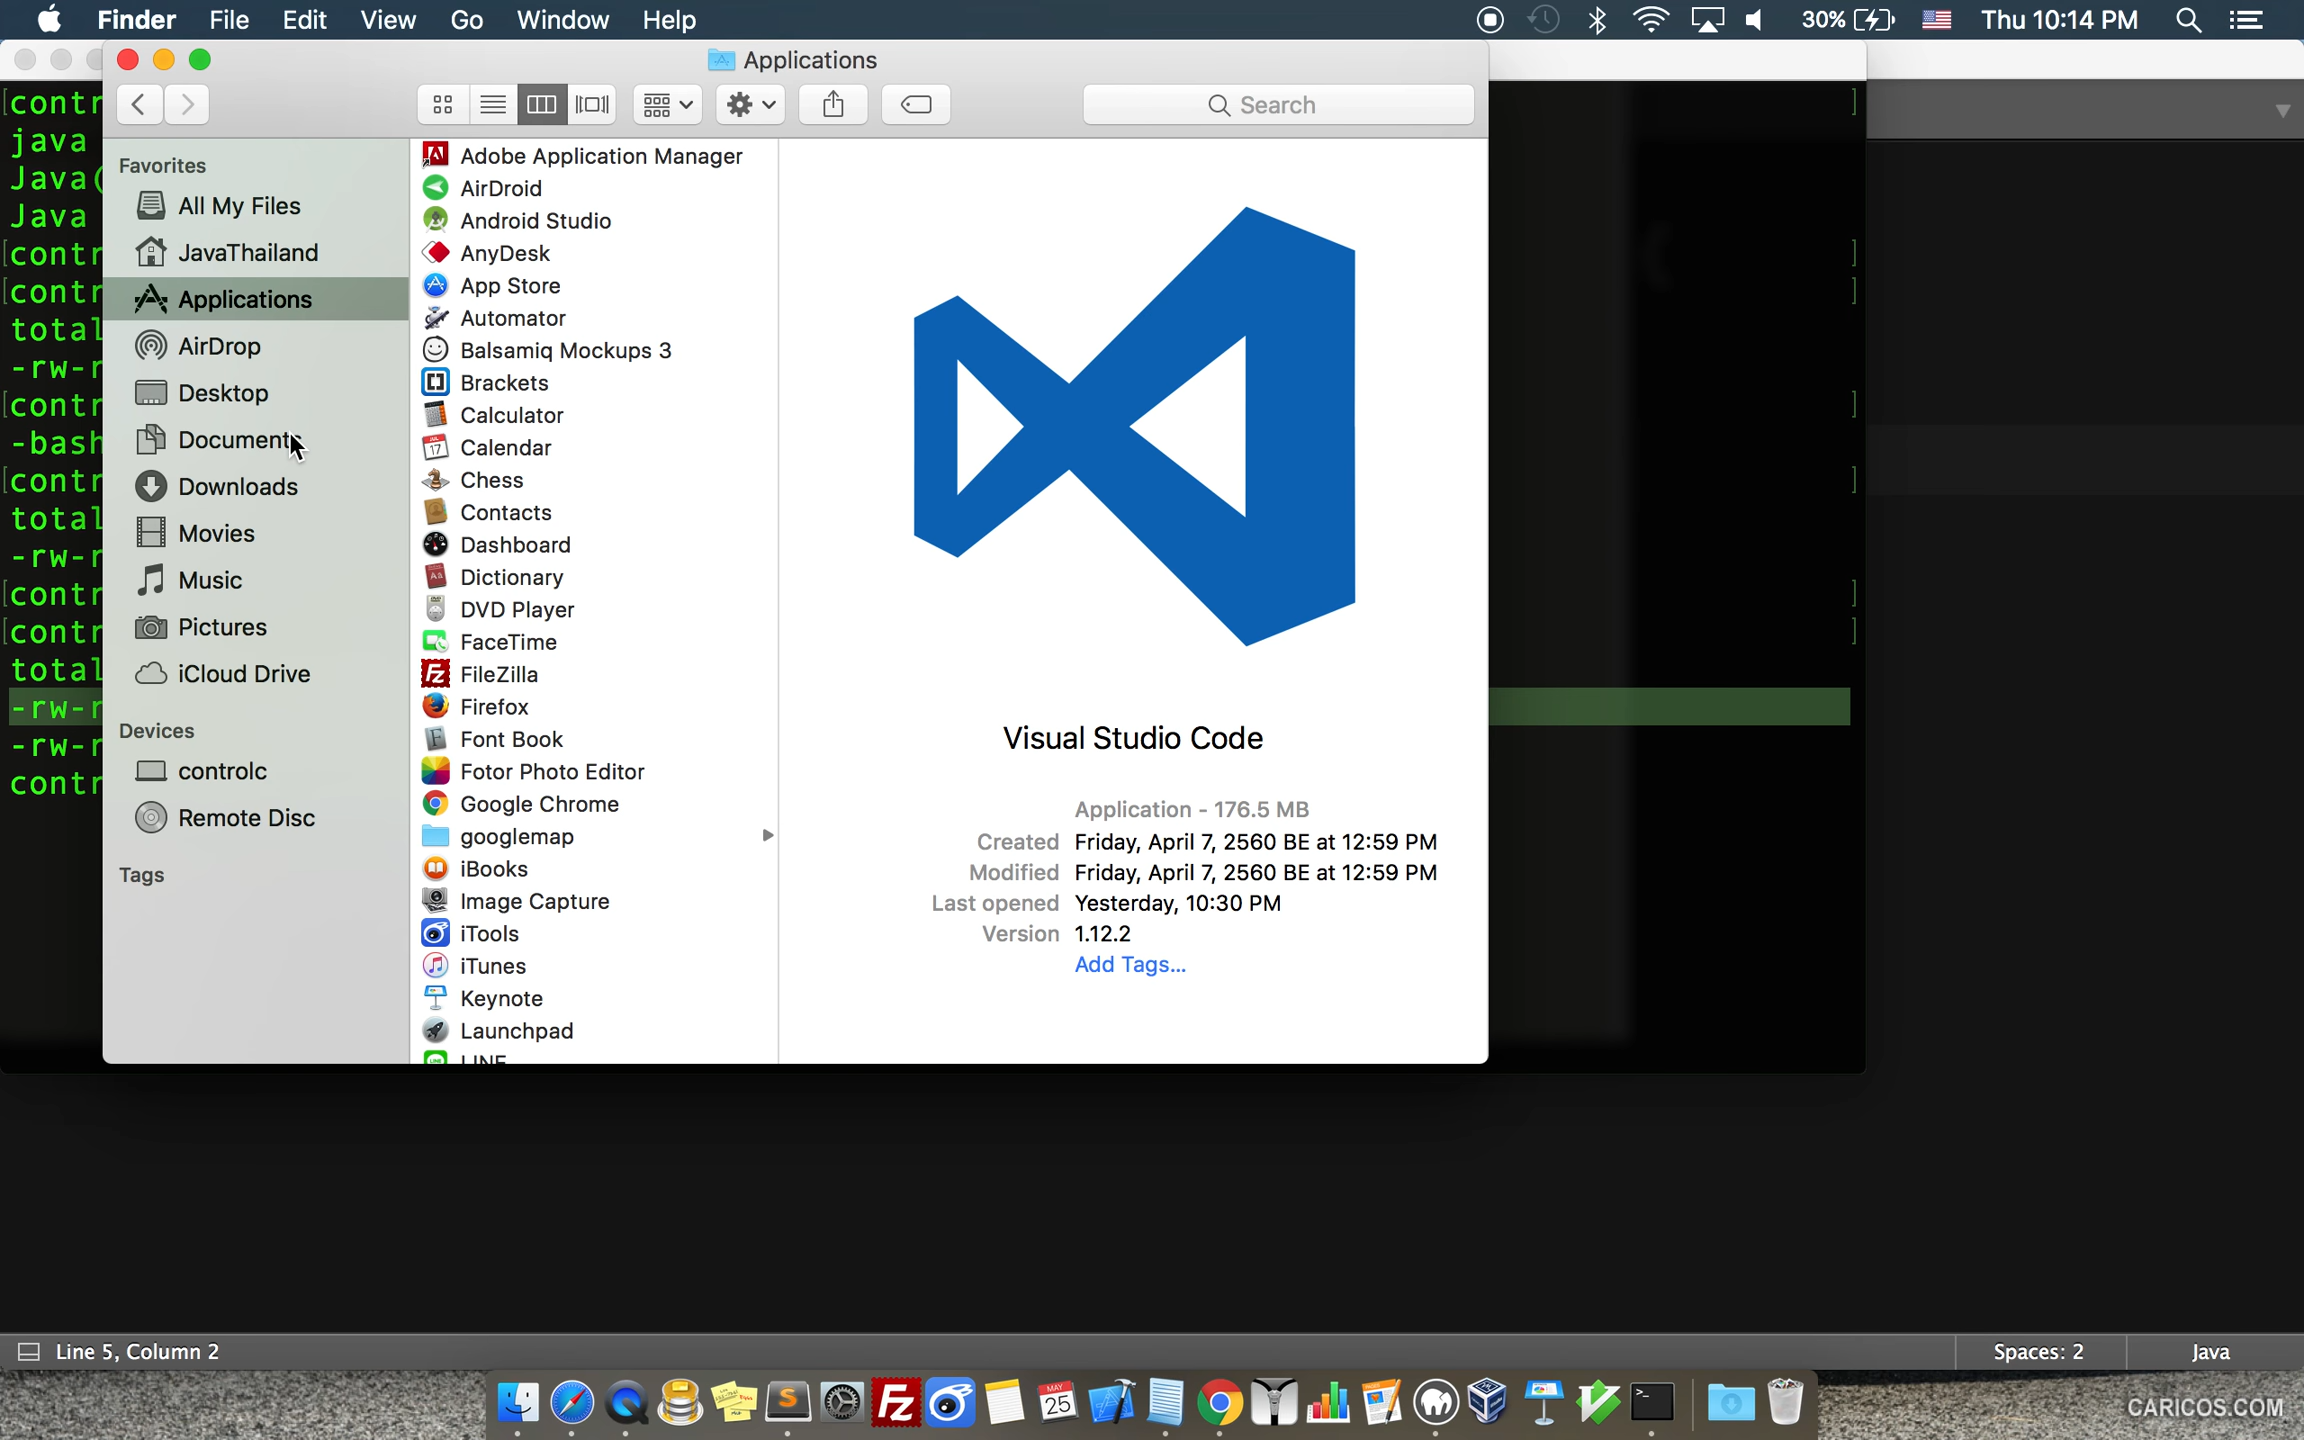 Finder File Edit View Go Window Help
30% Thu 10:14 PM
Applications
Search
Favorites
All My Files
JavaThailand
Applications
AirDrop
Desktop
Documents
Downloads
Movies
Music
Pictures
iCloud Drive
Devices
controlc
Remote Disc
Tags
Adobe Application Manager
AirDroid
Android Studio
AnyDesk
App Store
Automator
Balsamiq Mockups 3
Brackets
Calculator
Calendar
Chess
Contacts
Dashboard
Dictionary
DVD Player
FaceTime
FileZilla
Firefox
Font Book
Fotor Photo Editor
Google Chrome
googlemap
iBooks
Image Capture
iTools
iTunes
Keynote
Launchpad
LINE
Visual Studio Code
Application - 176.5 MB
Created Friday, April 7, 2560 BE at 12:59 PM
Modified Friday, April 7, 2560 BE at 12:59 PM
Last opened Yesterday, 10:30 PM
Version 1.12.2
Add Tags...
[contr ]
java
Java(
Java
[contr ]
[contr ]
total
-rw-r
[contr ]
-bash
[contr ]
total
-rw-r
[contr ]
[contr ]
total
-rw-r
-rw-r
contr
Line 5, Column 2 Spaces: 2 Java
MAY
25
CARICOS.COM